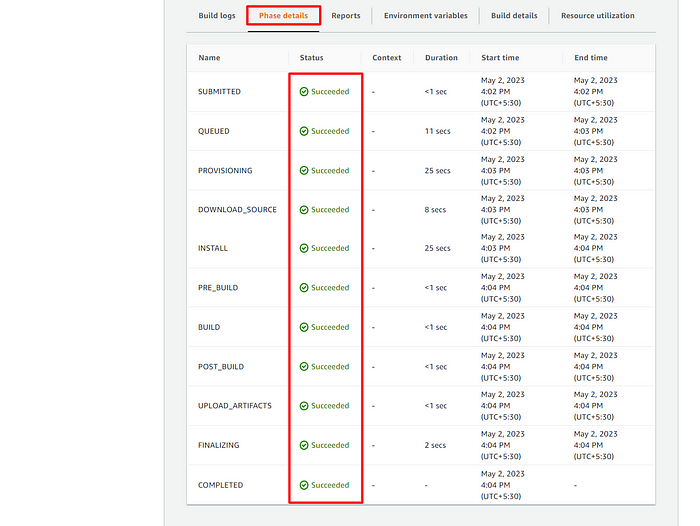 Build logs Phase details Reports Environment variables Build details Resource utilization
Name Status Context Duration Start time End time
SUBMITTED Succeeded - <1 sec May 2, 2023 4:02 PM (UTC+5:30) May 2, 2023 4:02 PM (UTC+5:30)
QUEUED Succeeded - 11 secs May 2, 2023 4:02 PM (UTC+5:30) May 2, 2023 4:03 PM (UTC+5:30)
PROVISIONING Succeeded - 25 secs May 2, 2023 4:03 PM (UTC+5:30) May 2, 2023 4:03 PM (UTC+5:30)
DOWNLOAD_SOURCE Succeeded - 8 secs May 2, 2023 4:03 PM (UTC+5:30) May 2, 2023 4:03 PM (UTC+5:30)
INSTALL Succeeded - 25 secs May 2, 2023 4:03 PM (UTC+5:30) May 2, 2023 4:04 PM (UTC+5:30)
PRE_BUILD Succeeded - <1 sec May 2, 2023 4:04 PM (UTC+5:30) May 2, 2023 4:04 PM (UTC+5:30)
BUILD Succeeded - <1 sec May 2, 2023 4:04 PM (UTC+5:30) May 2, 2023 4:04 PM (UTC+5:30)
POST_BUILD Succeeded - <1 sec May 2, 2023 4:04 PM (UTC+5:30) May 2, 2023 4:04 PM (UTC+5:30)
UPLOAD_ARTIFACTS Succeeded - <1 sec May 2, 2023 4:04 PM (UTC+5:30) May 2, 2023 4:04 PM (UTC+5:30)
FINALIZING Succeeded - 2 secs May 2, 2023 4:04 PM (UTC+5:30) May 2, 2023 4:04 PM (UTC+5:30)
COMPLETED Succeeded - - May 2, 2023 4:04 PM (UTC+5:30) -